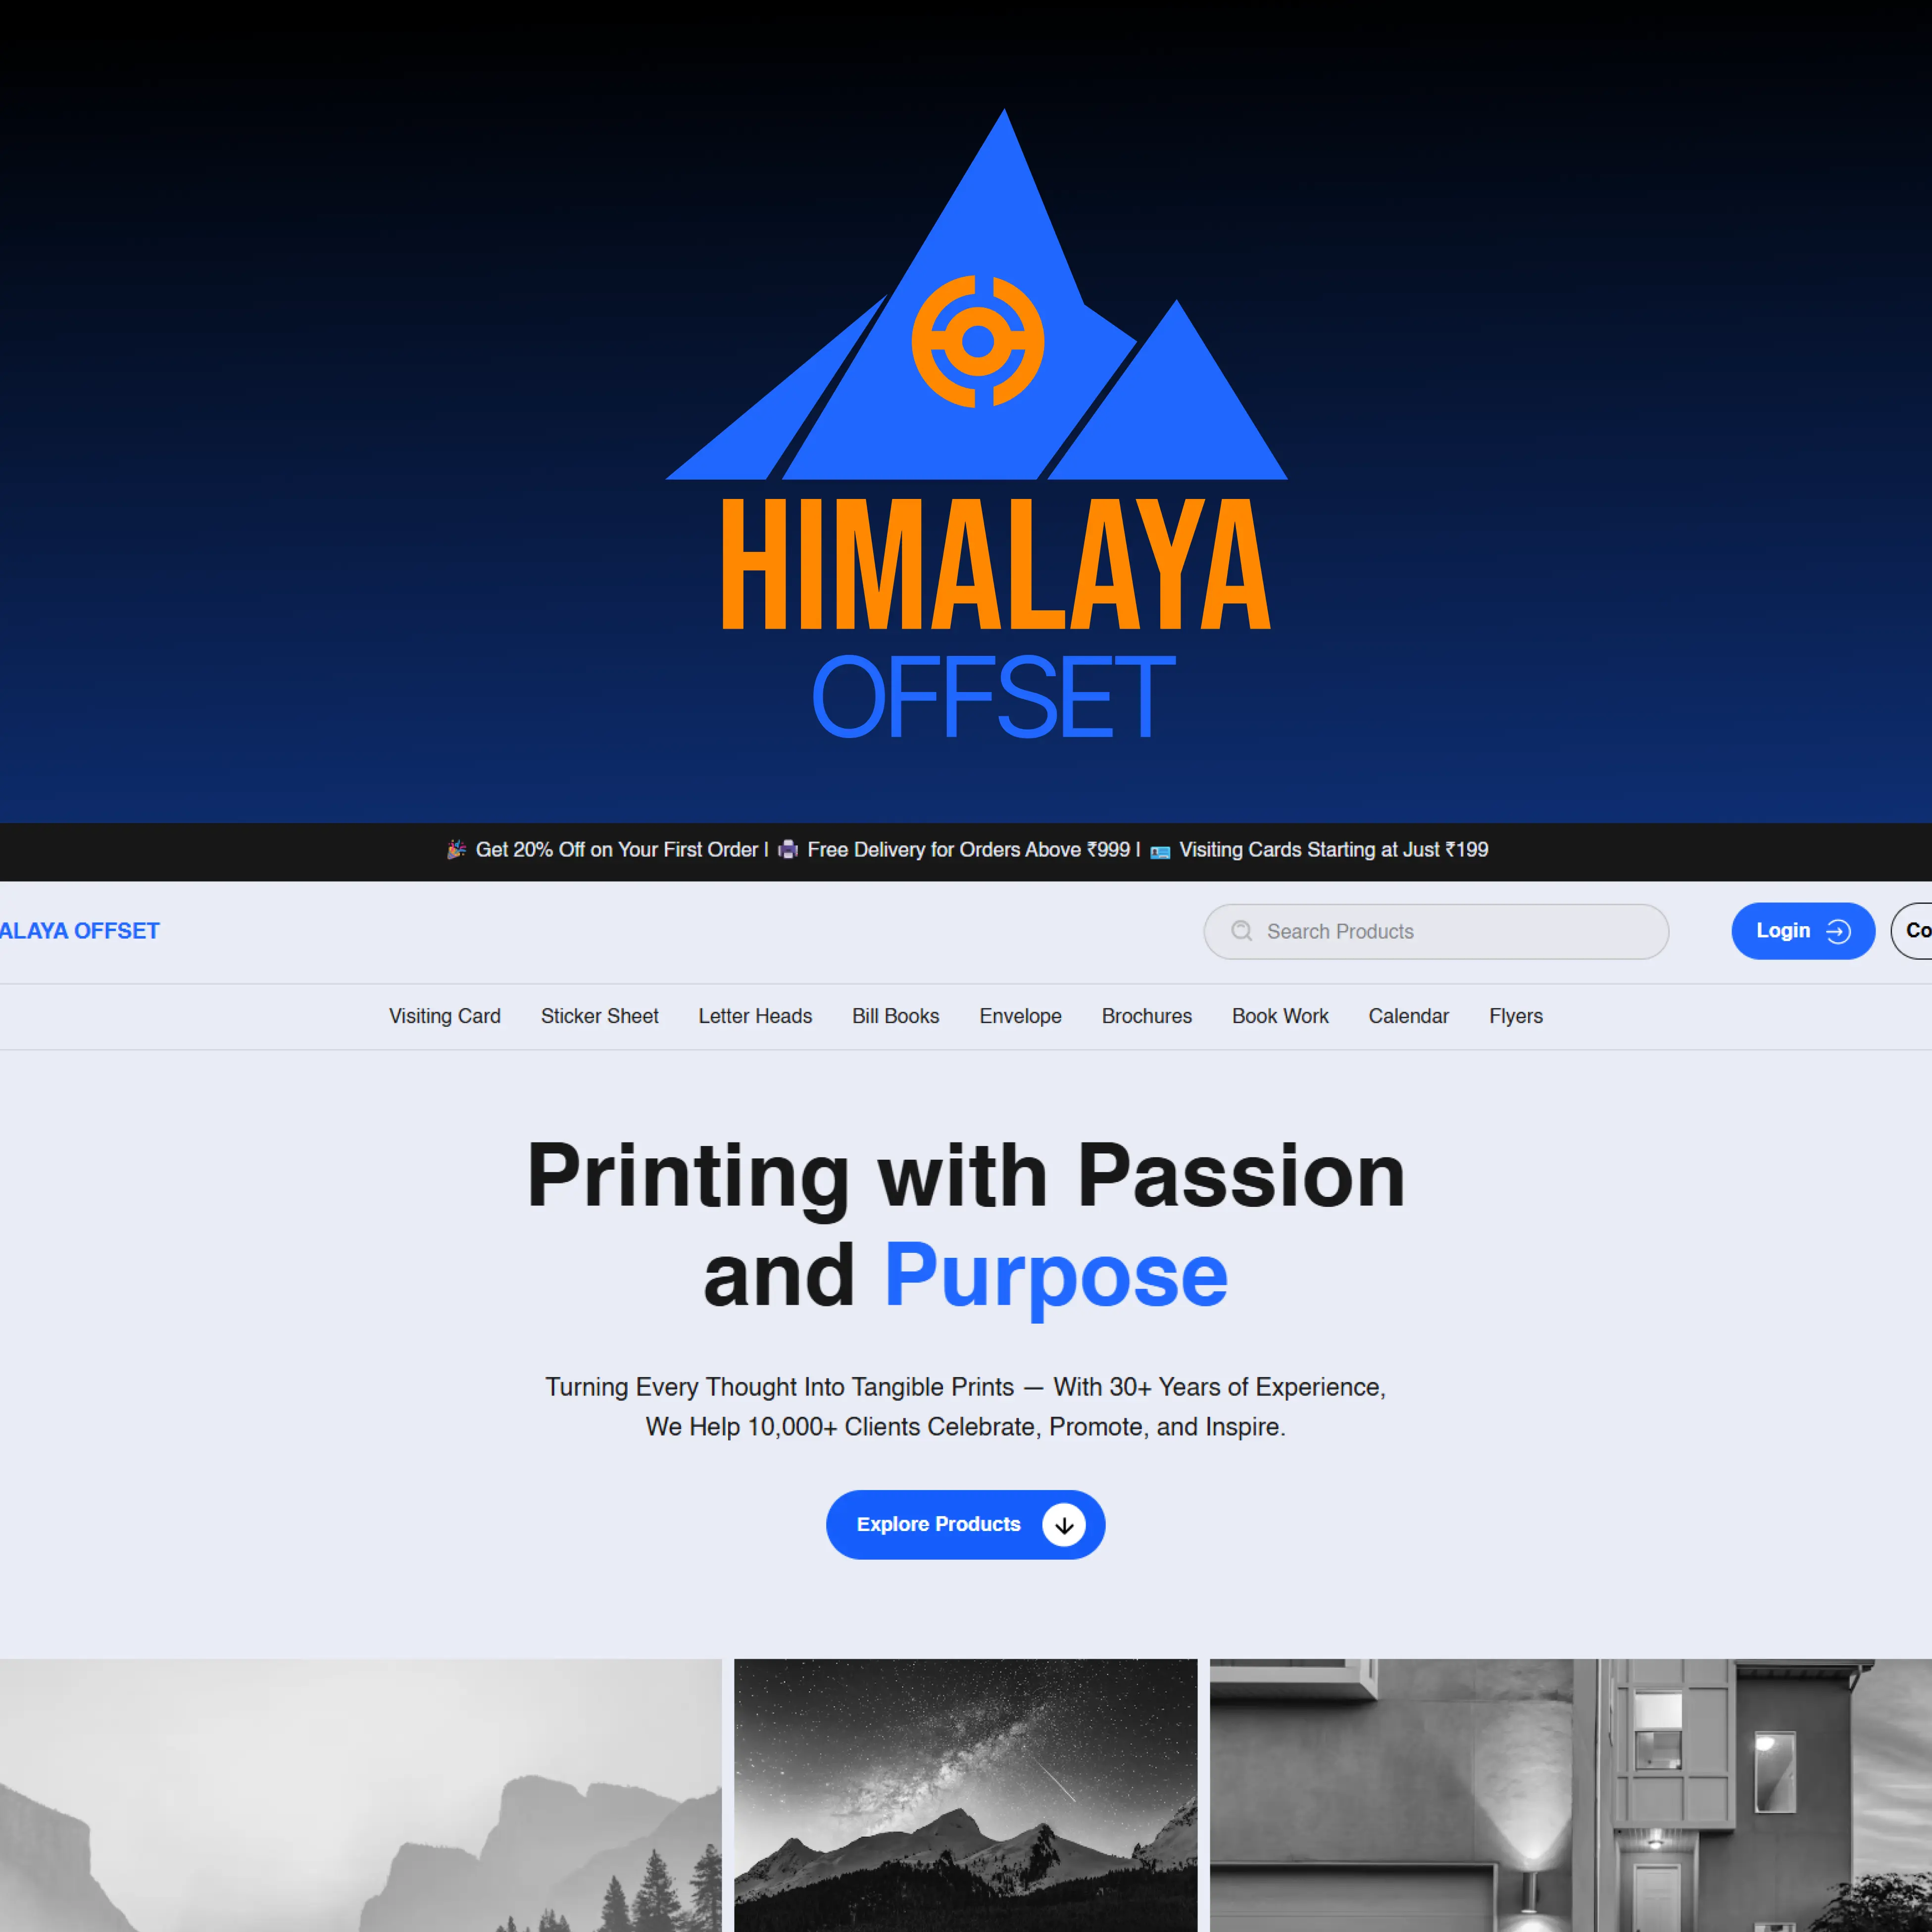 HIMALAYA
OFFSET
🎉 Get 20% Off on Your First Order | 🖨️ Free Delivery for Orders Above ₹999 | 🪪 Visiting Cards Starting at Just ₹199
ALAYA OFFSET
Search Products
Login
Co
Visiting Card Sticker Sheet Letter Heads Bill Books Envelope Brochures Book Work Calendar Flyers
Printing with Passion
and Purpose
Turning Every Thought Into Tangible Prints — With 30+ Years of Experience,
We Help 10,000+ Clients Celebrate, Promote, and Inspire.
Explore Products